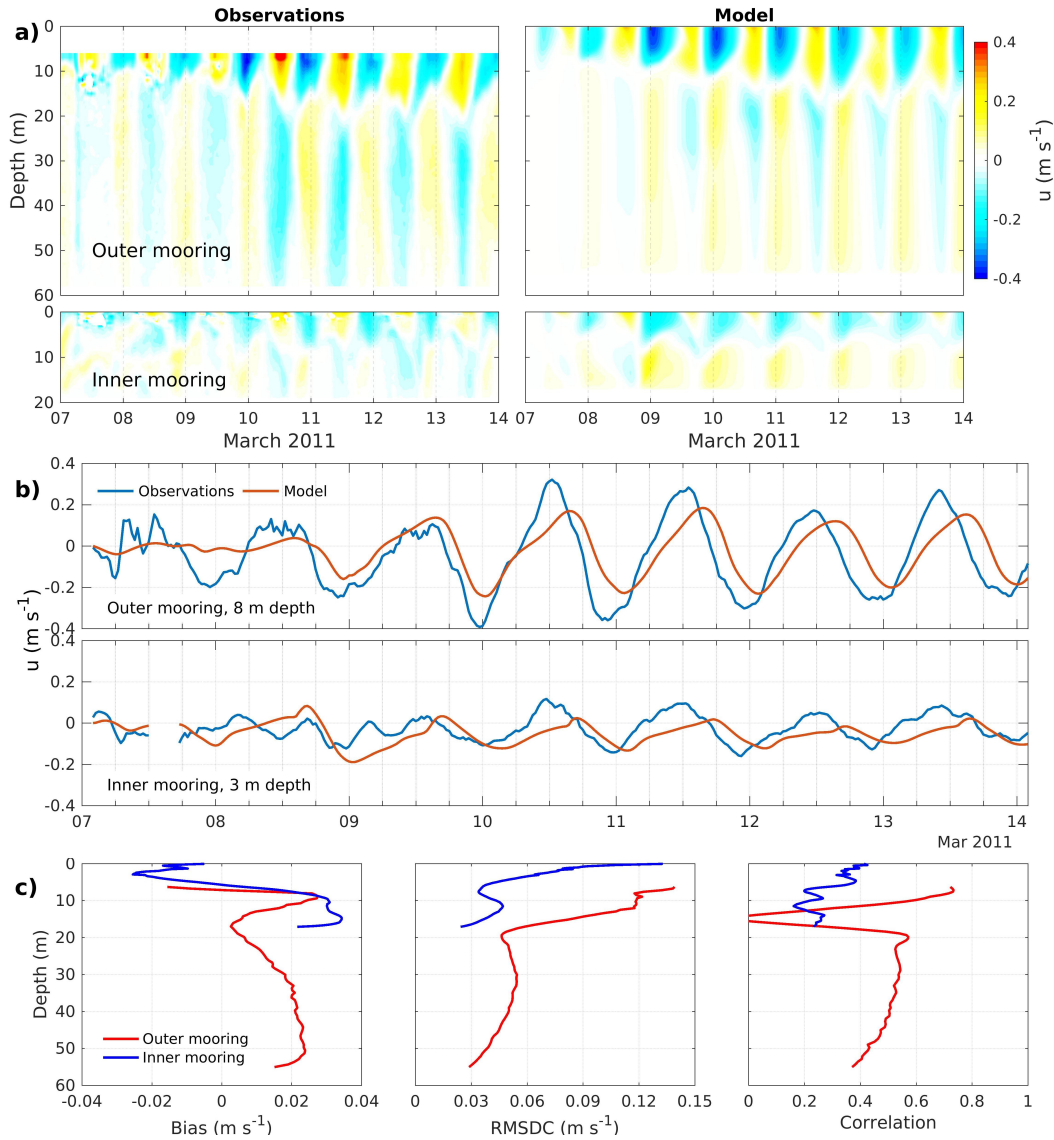 Observations Model
a)
0
10
20
30
40
50
60
Depth (m)
Outer mooring
0.4
0.2
0
-0.2
-0.4
u (m s-1)
0
10
20
Inner mooring
07 08 09 10 11 12 13 14
07 08 09 10 11 12 13 14
March 2011 March 2011
b)
0.4
0.2
0
-0.2
-0.4
Observations Model
Outer mooring, 8 m depth
u (m s-1)
0.4
0.2
0
-0.2
-0.4
Inner mooring, 3 m depth
07 08 09 10 11 12 13 14
Mar 2011
c)
0
10
20
30
40
50
60
Depth (m)
Outer mooring
Inner mooring
-0.04 -0.02 0 0.02 0.04
Bias (m s-1)
0 0.03 0.06 0.09 0.12 0.15
RMSDC (m s-1)
0 0.2 0.4 0.6 0.8 1
Correlation